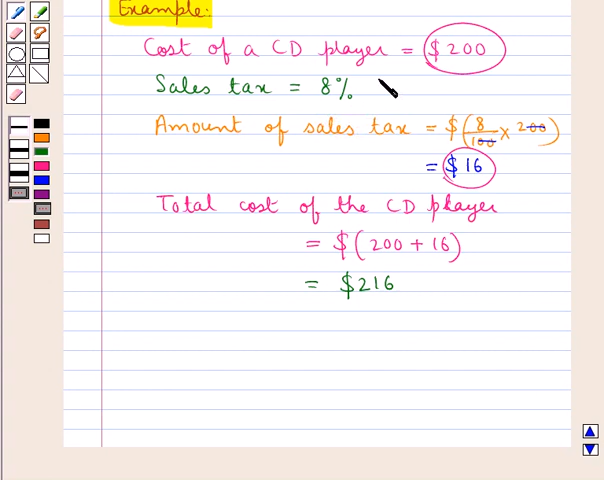 Example:
Cost of a CD player = $200
Sales tax = 8%
Amount of sales tax = $(8/100 × 200)
= $16
Total cost of the CD player
= $(200 + 16)
= $216